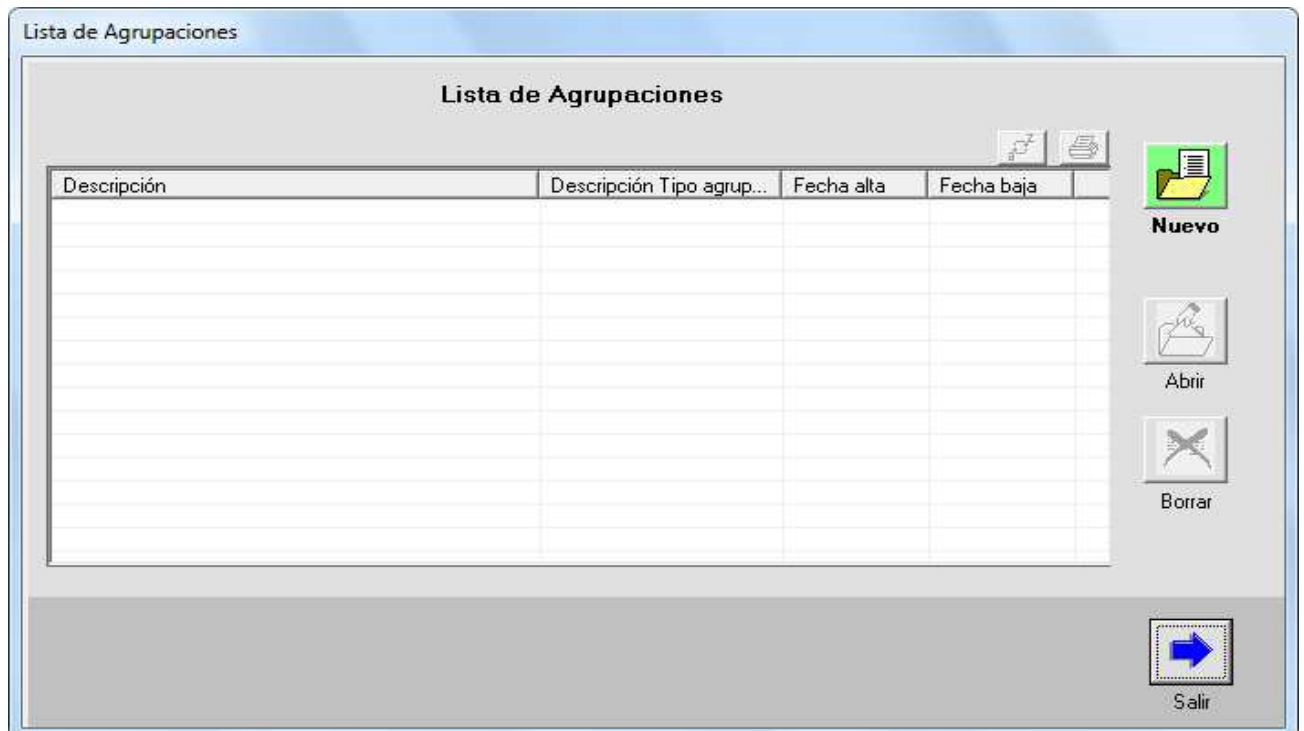 Lista de Agrupaciones
Lista de Agrupaciones
Descripción Descripción Tipo agrup... Fecha alta Fecha baja
Nuevo
Abrir
Borrar
Salir